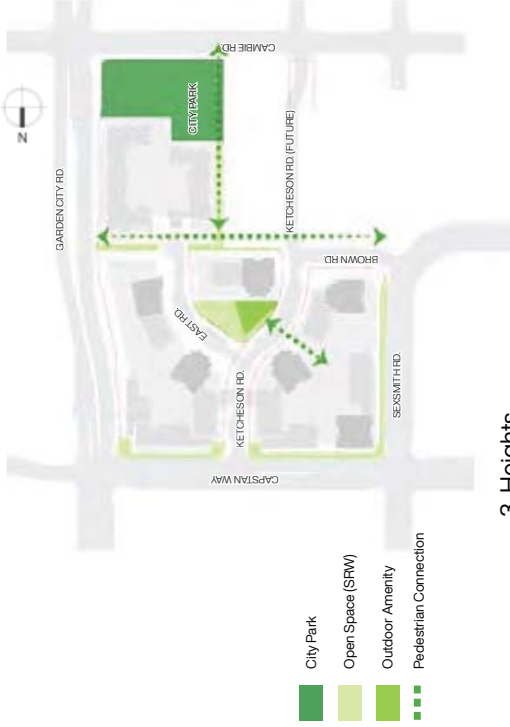 CAMBIE RD.
CITY PARK
GARDEN CITY RD.
KETCHESON RD. (FUTURE)
BROWN RD.
EAST RD.
KETCHESON RD.
SEXSMITH RD.
CAPSTAN WAY
N
City Park
Open Space (SRW)
Outdoor Amenity
Pedestrian Connection
3. Heights